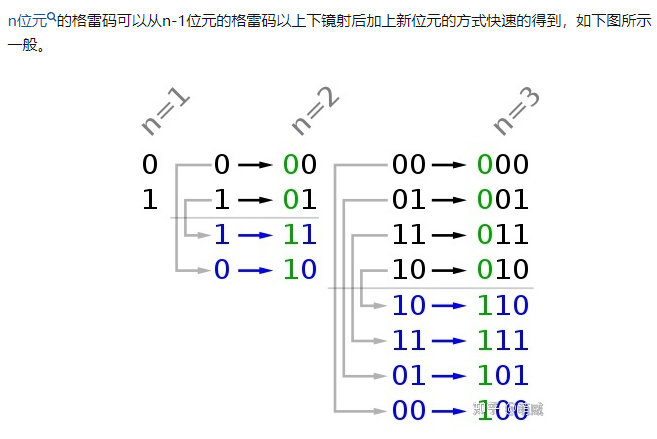 n位元的格雷码可以从n-1位元的格雷码以上下镜射后加上新位元的方式快速的得到，如下图所示
一般。
n=1 n=2 n=3
0 0 00 00 000
1 1 01 01 001
1 11 11 011
0 10 10 010
10 110
11 111
01 101
00 100
知乎